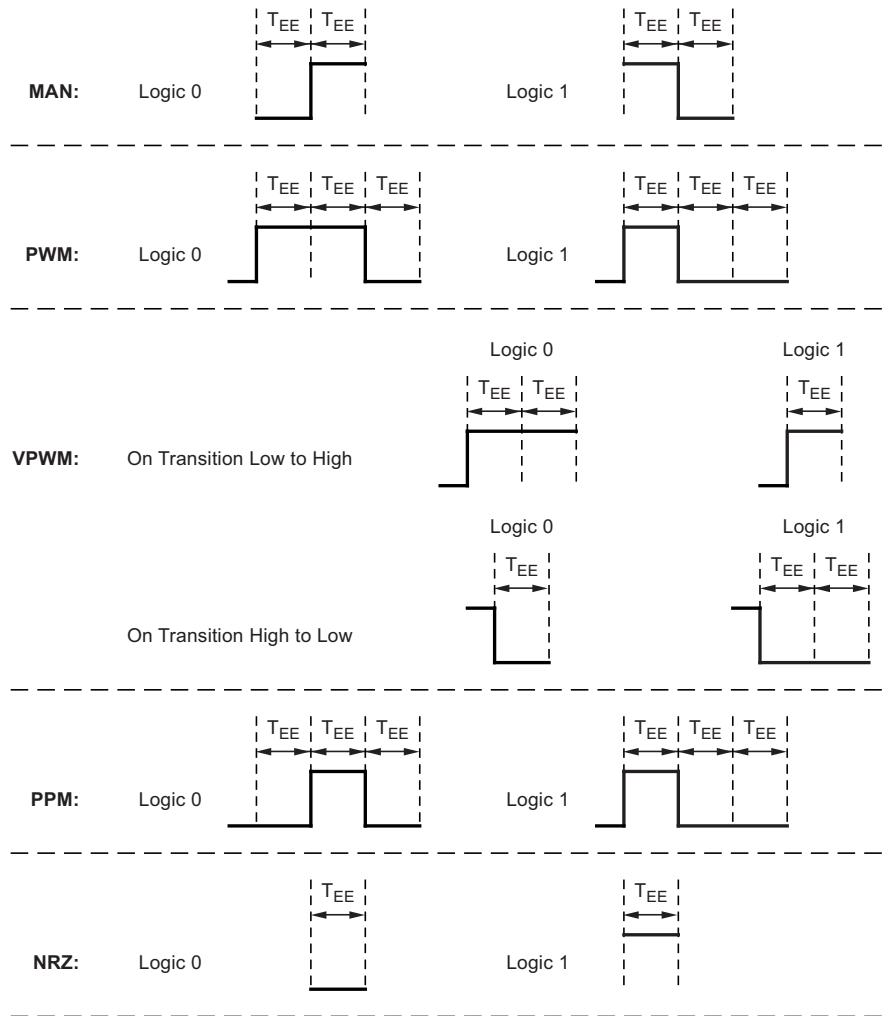 T_EE T_EE T_EE T_EE
MAN: Logic 0 Logic 1
T_EE T_EE T_EE T_EE T_EE T_EE
PWM: Logic 0 Logic 1
Logic 0 Logic 1
T_EE T_EE T_EE
VPWM: On Transition Low to High
Logic 0 Logic 1
T_EE T_EE T_EE
On Transition High to Low
T_EE T_EE T_EE T_EE T_EE T_EE
PPM: Logic 0 Logic 1
T_EE T_EE
NRZ: Logic 0 Logic 1